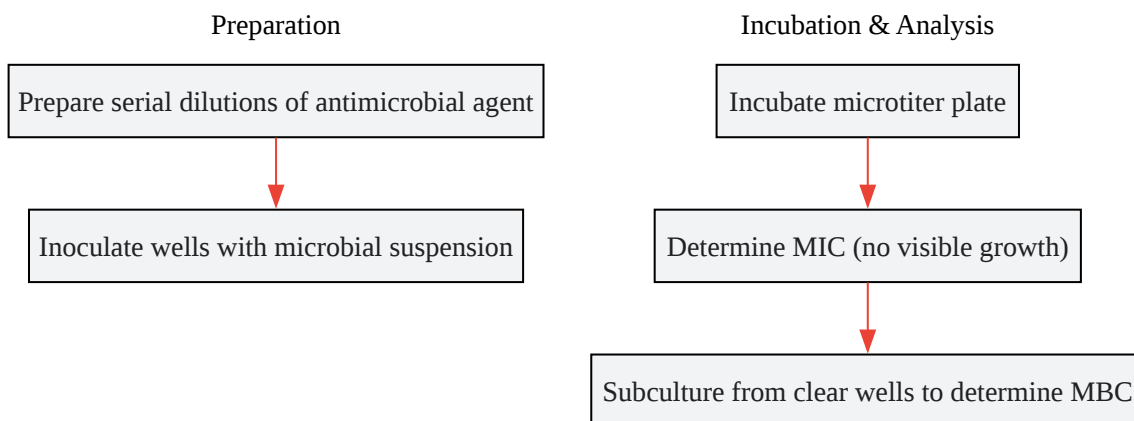 Preparation
Prepare serial dilutions of antimicrobial agent
Inoculate wells with microbial suspension
Incubation & Analysis
Incubate microtiter plate
Determine MIC (no visible growth)
Subculture from clear wells to determine MBC